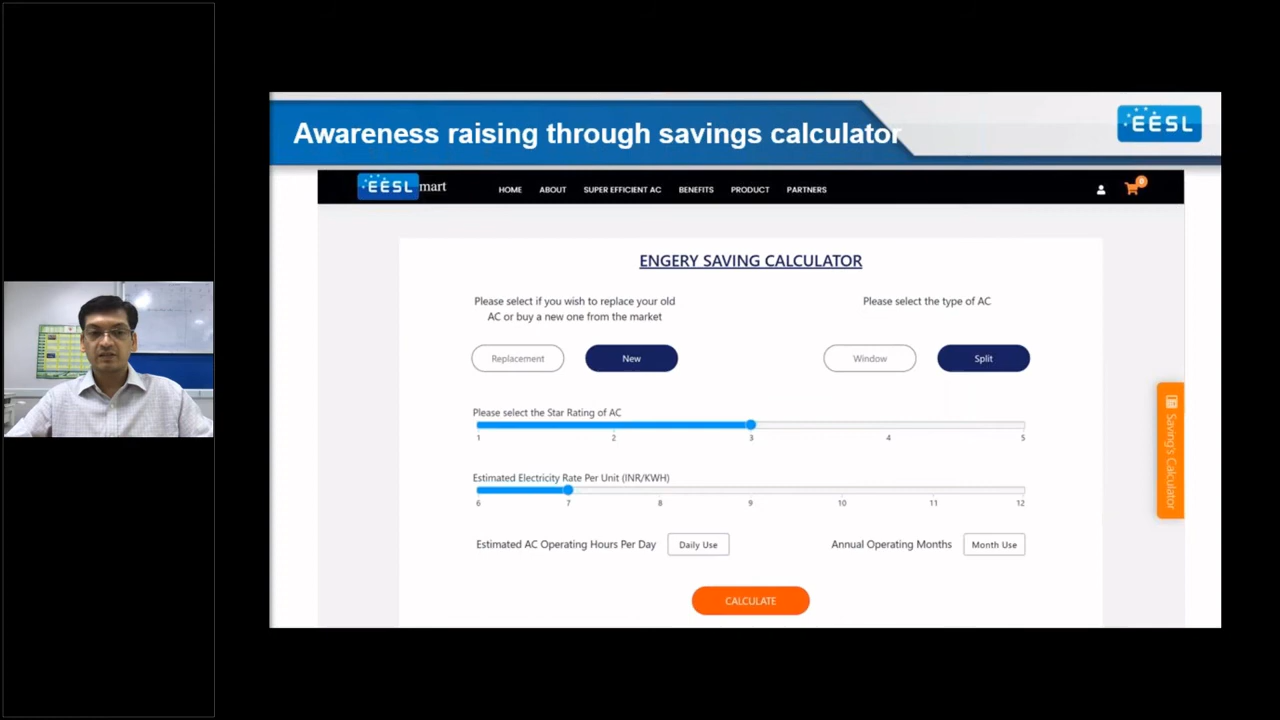 Awareness raising through savings calculator
EESL
EESL mart
HOME ABOUT SUPER EFFICIENT AC BENEFITS PRODUCT PARTNERS
0
ENGERY SAVING CALCULATOR
Please select if you wish to replace your old
AC or buy a new one from the market
Please select the type of AC
Replacement New
Window Split
Please select the Star Rating of AC
1 2 3 4 5
Estimated Electricity Rate Per Unit (INR/KWH)
6 7 8 9 10 11 12
Estimated AC Operating Hours Per Day Daily Use
Annual Operating Months Month Use
CALCULATE
Saving's Calculator